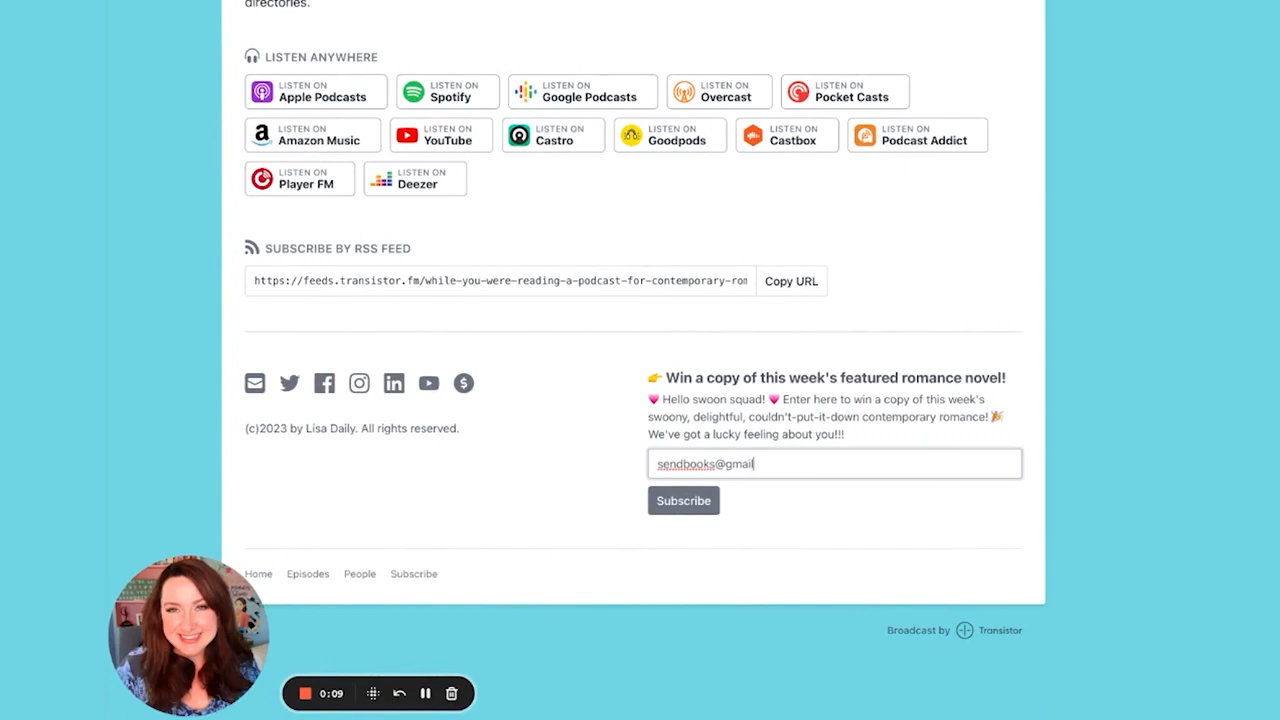 directories.
LISTEN ANYWHERE
LISTEN ON
Apple Podcasts
LISTEN ON
Spotify
LISTEN ON
Google Podcasts
LISTEN ON
Overcast
LISTEN ON
Pocket Casts
LISTEN ON
Amazon Music
LISTEN ON
YouTube
LISTEN ON
Castro
LISTEN ON
Goodpods
LISTEN ON
Castbox
LISTEN ON
Podcast Addict
LISTEN ON
Player FM
LISTEN ON
Deezer
SUBSCRIBE BY RSS FEED
https://feeds.transistor.fm/while-you-were-reading-a-podcast-for-contemporary-rom
Copy URL
(c)2023 by Lisa Daily. All rights reserved.
👉 Win a copy of this week's featured romance novel!
💗 Hello swoon squad! 💗 Enter here to win a copy of this week's
swoony, delightful, couldn't-put-it-down contemporary romance! 🎉
We've got a lucky feeling about you!!!
sendbooks@gmail
Subscribe
Home Episodes People Subscribe
Broadcast by Transistor
0:09